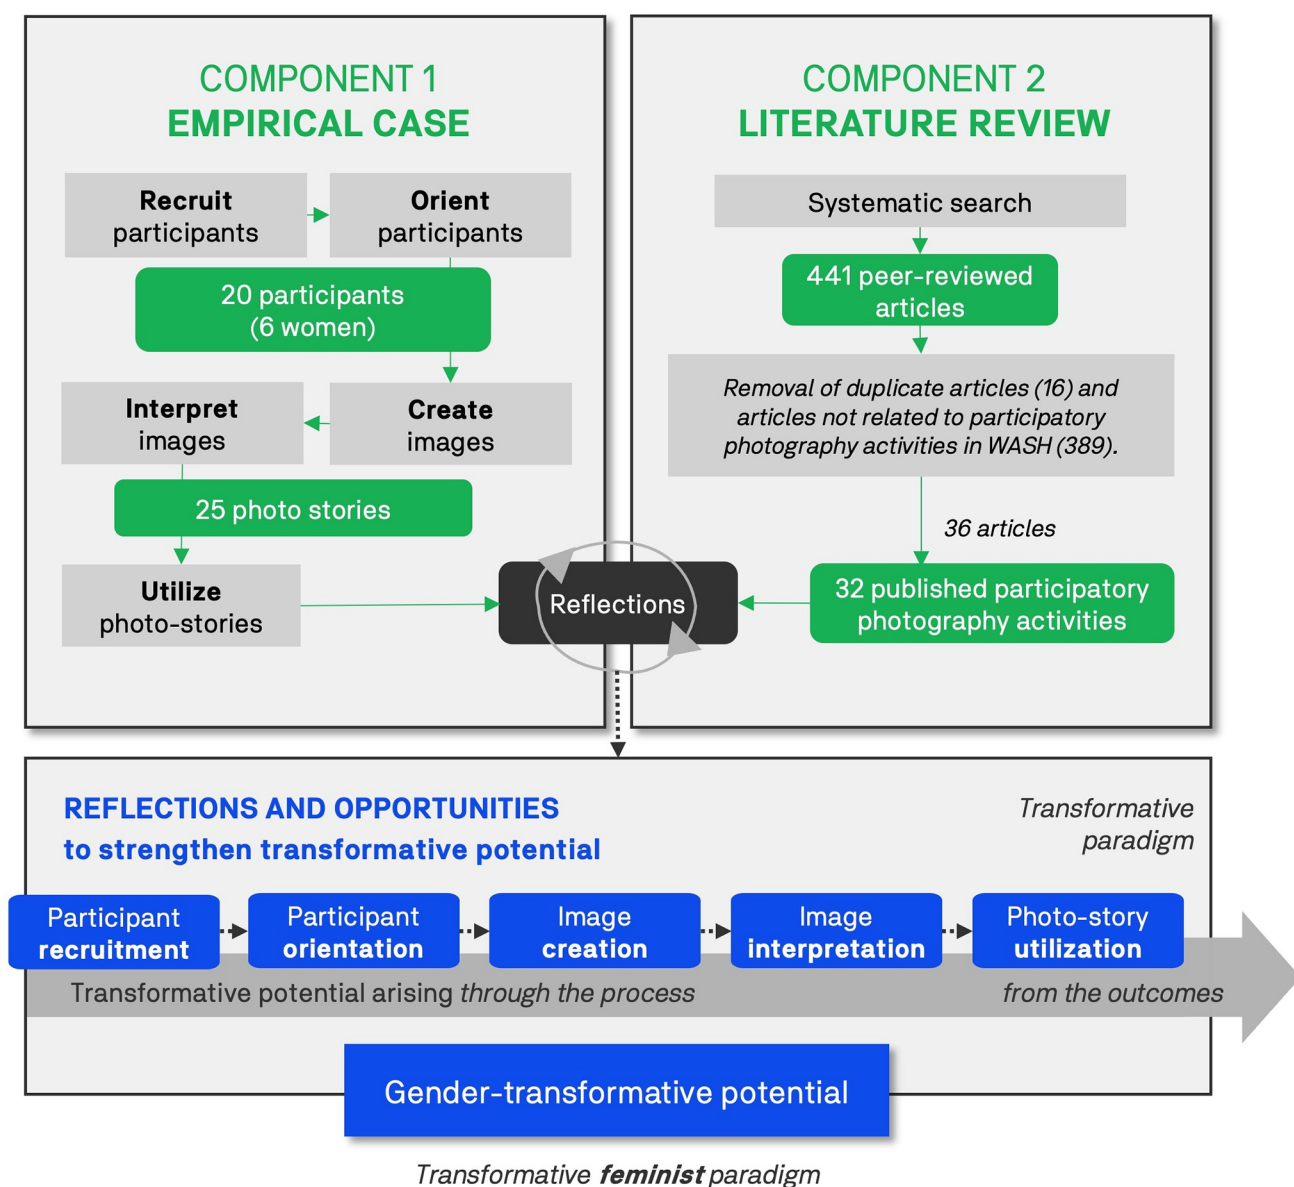 COMPONENT 1
EMPIRICAL CASE
Recruit
participants
Orient
participants
20 participants
(6 women)
Interpret
images
Create
images
25 photo stories
Utilize
photo-stories
COMPONENT 2
LITERATURE REVIEW
Systematic search
441 peer-reviewed
articles
Removal of duplicate articles (16) and
articles not related to participatory
photography activities in WASH (389).
36 articles
32 published participatory
photography activities
Reflections
REFLECTIONS AND OPPORTUNITIES
to strengthen transformative potential
Transformative
paradigm
Participant
recruitment
Participant
orientation
Image
creation
Image
interpretation
Photo-story
utilization
Transformative potential arising through the process
from the outcomes
Gender-transformative potential
Transformative feminist paradigm